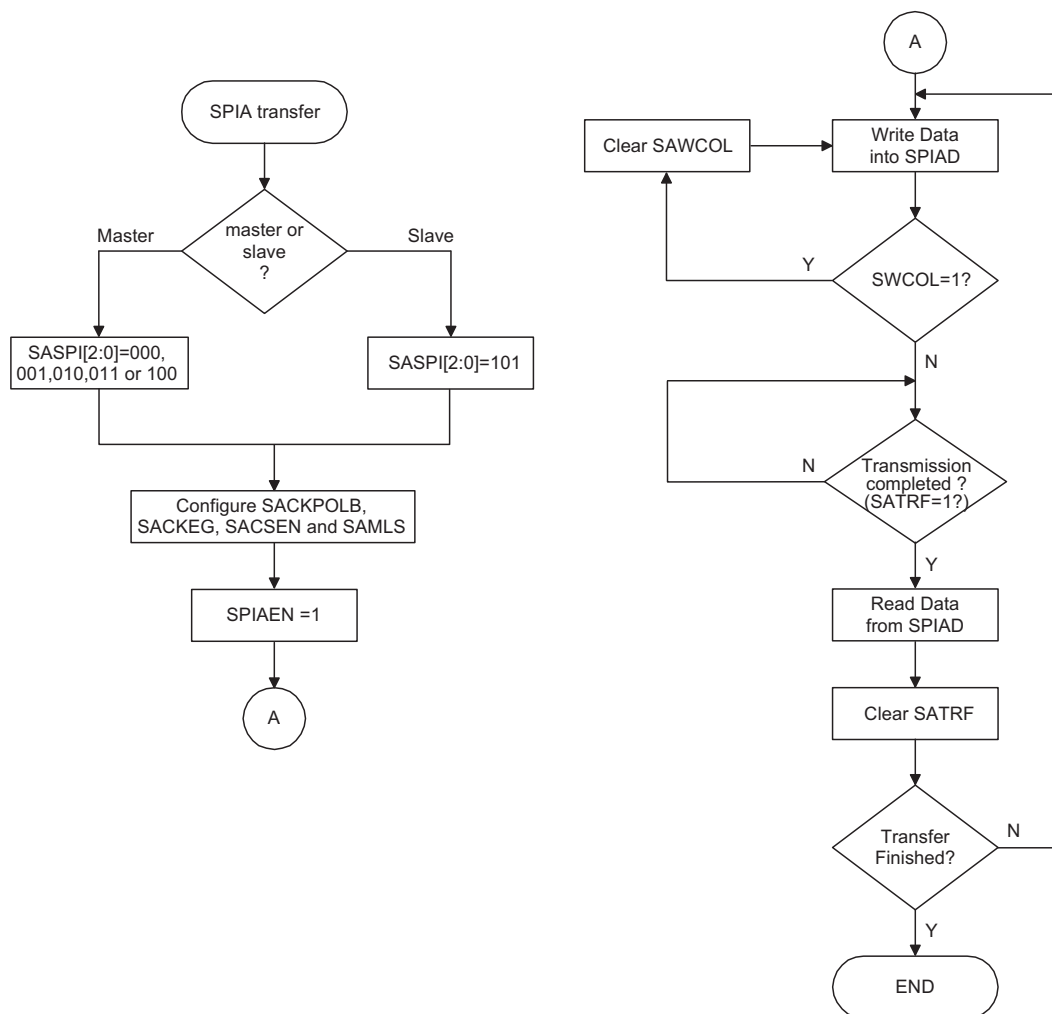 SPIA transfer
master or
slave
?
Master
Slave
SASPI[2:0]=000,
001,010,011 or 100
SASPI[2:0]=101
Configure SACKPOLB,
SACKEG, SACSEN and SAMLS
SPIAEN =1
A
A
Write Data
into SPIAD
Clear SAWCOL
Y
SWCOL=1?
N
N
Transmission
completed ?
(SATRF=1?)
Y
Read Data
from SPIAD
Clear SATRF
Transfer
Finished?
N
Y
END